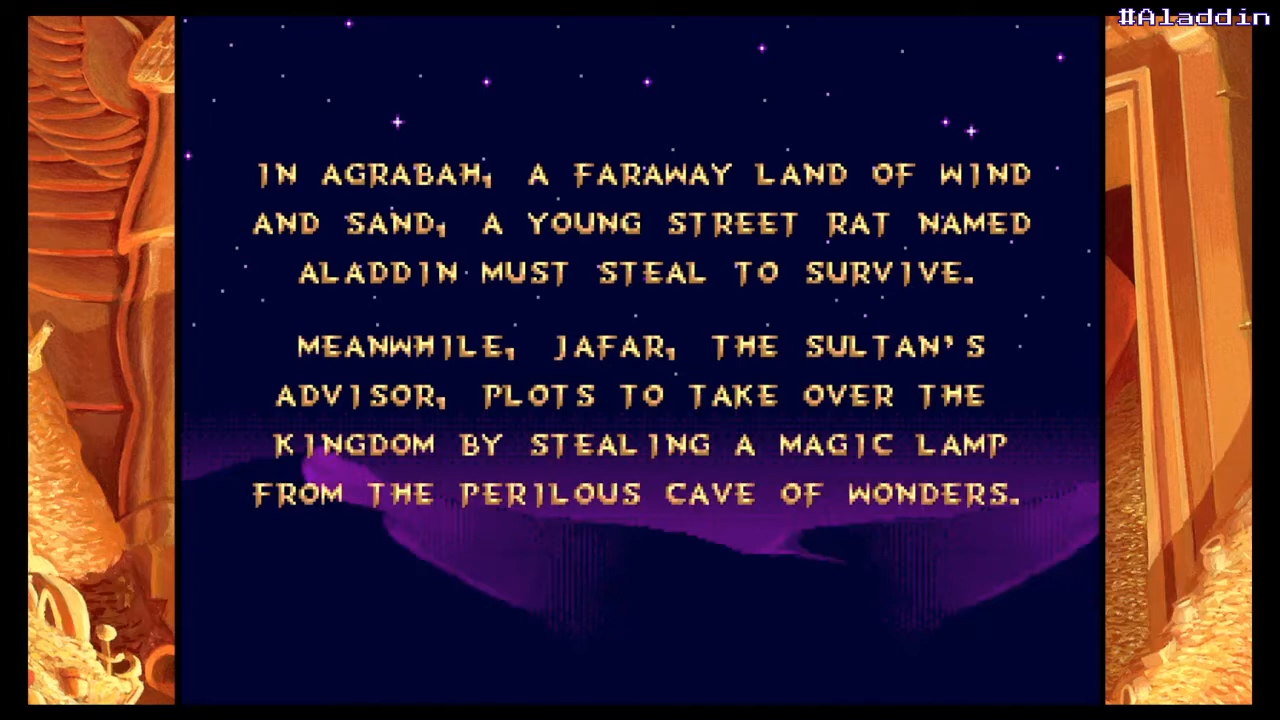 #Aladdin
IN AGRABAH, A FARAWAY LAND OF WIND
AND SAND, A YOUNG STREET RAT NAMED
ALADDIN MUST STEAL TO SURVIVE.
MEANWHILE, JAFAR, THE SULTAN'S
ADVISOR, PLOTS TO TAKE OVER THE
KINGDOM BY STEALING A MAGIC LAMP
FROM THE PERILOUS CAVE OF WONDERS.